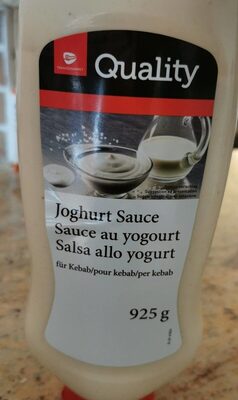 Quality
Joghurt Sauce
Sauce au yogourt
Salsa allo yogurt
für Kebab/pour kebab/per kebab
925 g